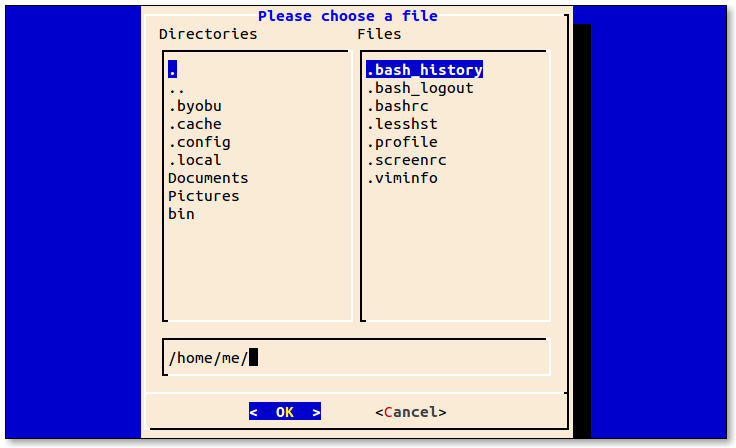 Please choose a file
Directories Files
. .bash_history
.. .bash_logout
.byobu .bashrc
.cache .lesshst
.config .profile
.local .screenrc
Documents .viminfo
Pictures
bin
/home/me/
< OK > <Cancel>